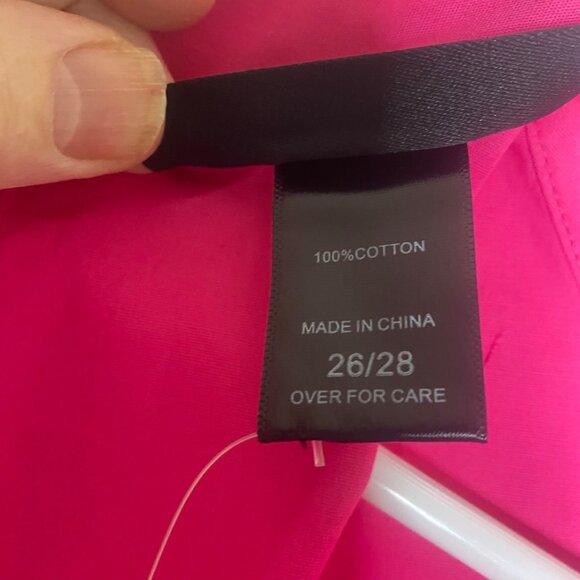 100%COTTON
MADE IN CHINA
26/28
OVER FOR CARE